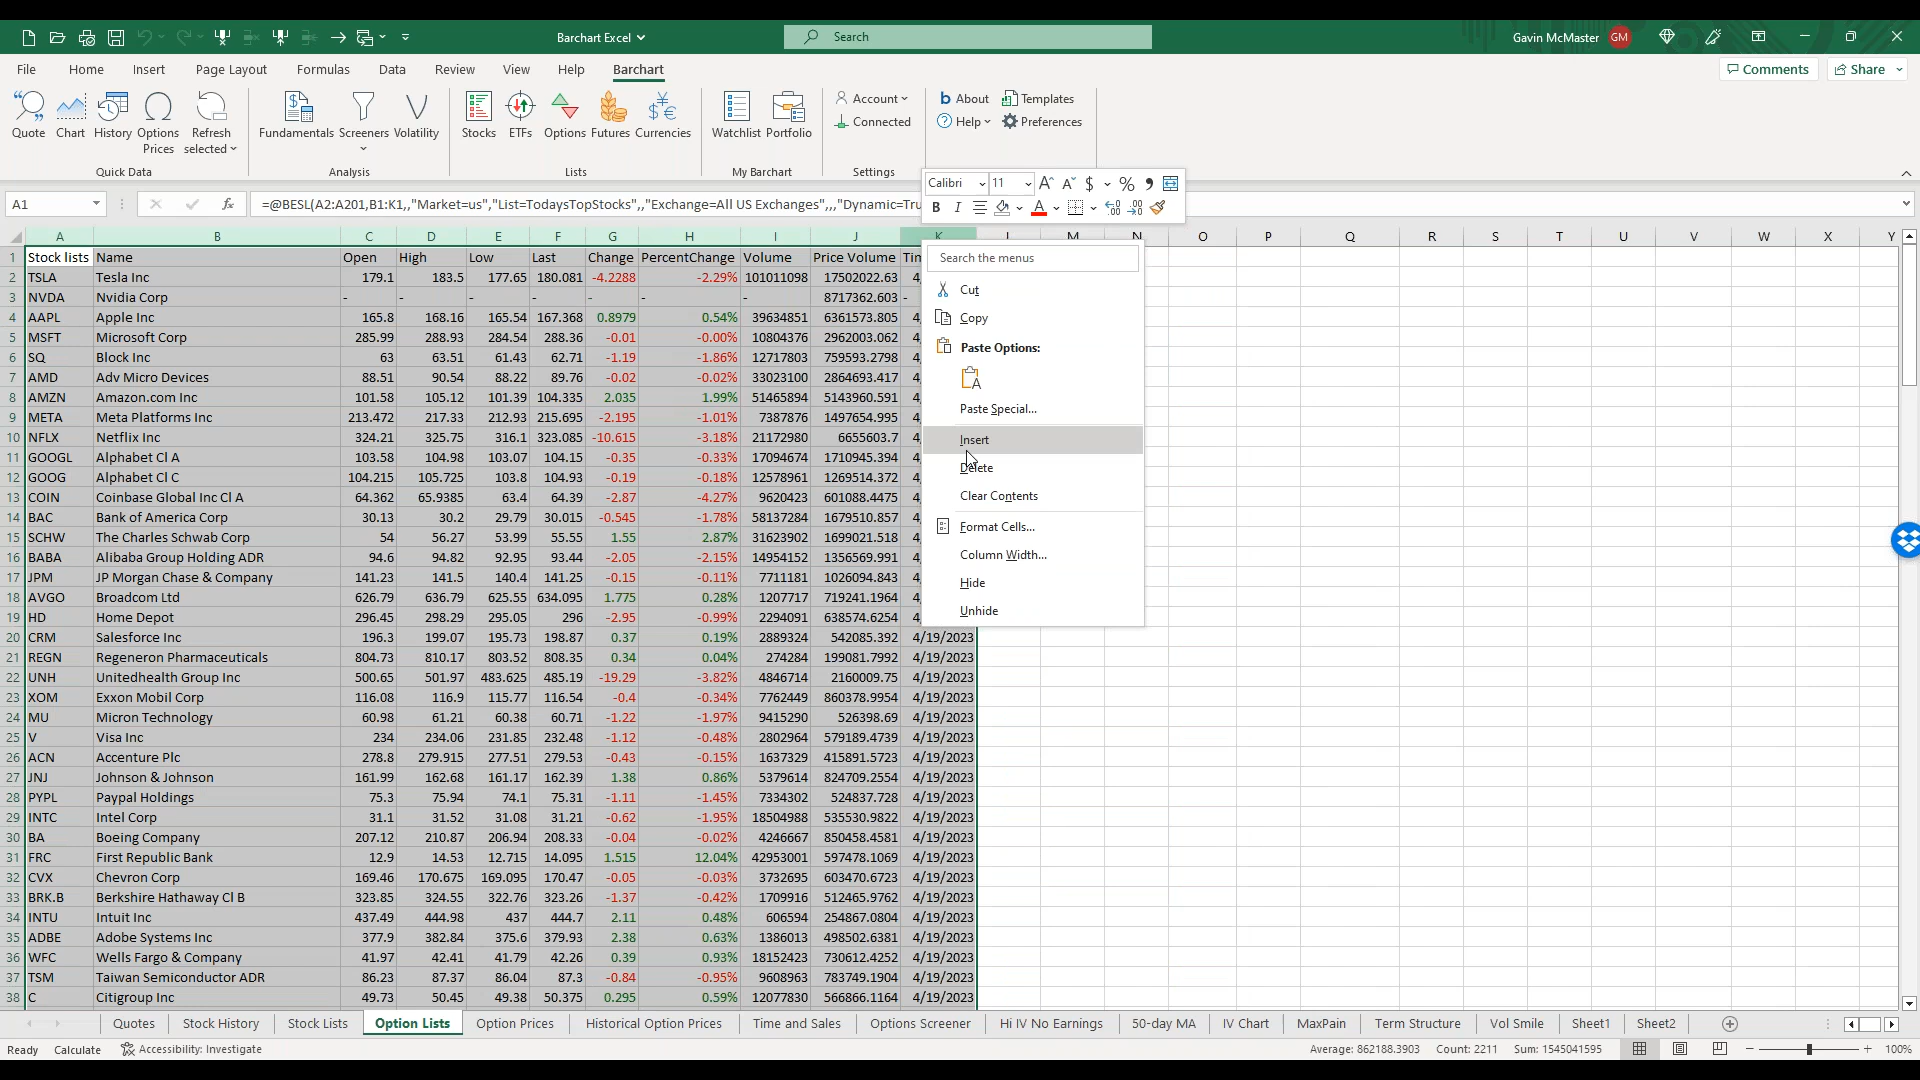 Barchart Excel
Search
Gavin McMaster GM
File Home Insert Page Layout Formulas Data Review View Help Barchart Comments Share
Quote Chart History Options Prices Refresh selected Fundamentals Screeners Volatility Stocks ETFs Options Futures Currencies Watchlist Portfolio
Account Connected About Help Templates Preferences
Quick Data Analysis Lists My Barchart Settings
Calibri 11 $ % 9
B I A
A1 fx =@BESL(A2:A201,B1:K1,,"Market=us","List=TodaysTopStocks",,"Exchange=All US Exchanges",,,"Dynamic=Tru
A B C D E F G H I J K L M N O P Q R S T U V W X Y
1 Stock lists Name Open High Low Last Change PercentChange Volume Price Volume Tim
2 TSLA Tesla Inc 179.1 183.5 177.65 180.081 -4.2288 -2.29% 101011098 17502022.63 4,
3 NVDA Nvidia Corp - - - - - - - 8717362.603 -
4 AAPL Apple Inc 165.8 168.16 165.54 167.368 0.8979 0.54% 39634851 6361573.805 4,
5 MSFT Microsoft Corp 285.99 288.93 284.54 288.36 -0.01 -0.00% 10804376 2962003.062 4,
6 SQ Block Inc 63 63.51 61.43 62.71 -1.19 -1.86% 12717803 759593.2798 4,
7 AMD Adv Micro Devices 88.51 90.54 88.22 89.76 -0.02 -0.02% 33023100 2864693.417 4,
8 AMZN Amazon.com Inc 101.58 105.12 101.39 104.335 2.035 1.99% 51465894 5143960.591 4,
9 META Meta Platforms Inc 213.472 217.33 212.93 215.695 -2.195 -1.01% 7387876 1497654.995 4,
10 NFLX Netflix Inc 324.21 325.75 316.1 323.085 -10.615 -3.18% 21172980 6655603.7 4,
11 GOOGL Alphabet Cl A 103.58 104.98 103.07 104.15 -0.35 -0.33% 17094674 1710945.394 4,
12 GOOG Alphabet Cl C 104.215 105.725 103.8 104.93 -0.19 -0.18% 12578961 1269514.372 4,
13 COIN Coinbase Global Inc Cl A 64.362 65.9385 63.4 64.39 -2.87 -4.27% 9620423 601088.4475 4,
14 BAC Bank of America Corp 30.13 30.2 29.79 30.015 -0.545 -1.78% 58137284 1679510.857 4,
15 SCHW The Charles Schwab Corp 54 56.27 53.99 55.55 1.55 2.87% 31623902 1699021.518 4,
16 BABA Alibaba Group Holding ADR 94.6 94.82 92.95 93.44 -2.05 -2.15% 14954152 1356569.991 4,
17 JPM JP Morgan Chase & Company 141.23 141.5 140.4 141.25 -0.15 -0.11% 7711181 1026094.843 4,
18 AVGO Broadcom Ltd 626.79 636.79 625.55 634.095 1.775 0.28% 1207717 719241.1964 4,
19 HD Home Depot 296.45 298.29 295.05 296 -2.95 -0.99% 2294091 638574.6254 4,
20 CRM Salesforce Inc 196.3 199.07 195.73 198.87 0.37 0.19% 2889324 542085.392 4/19/2023
21 REGN Regeneron Pharmaceuticals 804.73 810.17 803.52 808.35 0.34 0.04% 274284 199081.7992 4/19/2023
22 UNH Unitedhealth Group Inc 500.65 501.97 483.625 485.19 -19.29 -3.82% 4846714 2160009.75 4/19/2023
23 XOM Exxon Mobil Corp 116.08 116.9 115.77 116.54 -0.4 -0.34% 7762449 860378.9954 4/19/2023
24 MU Micron Technology 60.98 61.21 60.38 60.71 -1.22 -1.97% 9415290 526398.69 4/19/2023
25 V Visa Inc 234 234.06 231.85 232.48 -1.12 -0.48% 2802964 579189.4739 4/19/2023
26 ACN Accenture Plc 278.8 279.915 277.51 279.53 -0.43 -0.15% 1637329 415891.5723 4/19/2023
27 JNJ Johnson & Johnson 161.99 162.68 161.17 162.39 1.38 0.86% 5379614 824709.2554 4/19/2023
28 PYPL Paypal Holdings 75.3 75.94 74.1 75.31 -1.11 -1.45% 7334302 524837.728 4/19/2023
29 INTC Intel Corp 31.1 31.52 31.08 31.21 -0.62 -1.95% 18504988 535530.9822 4/19/2023
30 BA Boeing Company 207.12 210.87 206.94 208.33 -0.04 -0.02% 4246667 850458.4581 4/19/2023
31 FRC First Republic Bank 12.9 14.53 12.715 14.095 1.515 12.04% 42953001 597478.1069 4/19/2023
32 CVX Chevron Corp 169.46 170.675 169.095 170.47 -0.05 -0.03% 3732695 603470.6723 4/19/2023
33 BRK.B Berkshire Hathaway Cl B 323.85 324.55 322.76 323.26 -1.37 -0.42% 1709916 512465.9762 4/19/2023
34 INTU Intuit Inc 437.49 444.98 437 444.7 2.11 0.48% 606594 254867.0804 4/19/2023
35 ADBE Adobe Systems Inc 377.9 382.84 375.6 379.93 2.38 0.63% 1386013 498502.6381 4/19/2023
36 WFC Wells Fargo & Company 41.97 42.41 41.79 42.26 0.39 0.93% 18152423 730612.4252 4/19/2023
37 TSM Taiwan Semiconductor ADR 86.23 87.37 86.04 87.3 -0.84 -0.95% 9608963 783749.1904 4/19/2023
38 C Citigroup Inc 49.73 50.45 49.38 50.375 0.295 0.59% 12077830 566866.1164 4/19/2023
Search the menus
Cut
Copy
Paste Options:
Paste Special...
Insert
Delete
Clear Contents
Format Cells...
Column Width...
Hide
Unhide
Quotes Stock History Stock Lists Option Lists Option Prices Historical Option Prices Time and Sales Options Screener Hi IV No Earnings 50-day MA IV Chart MaxPain Term Structure Vol Smile Sheet1 Sheet2
Ready Calculate Accessibility: Investigate Average: 862188.3903 Count: 2211 Sum: 1545041595 100%